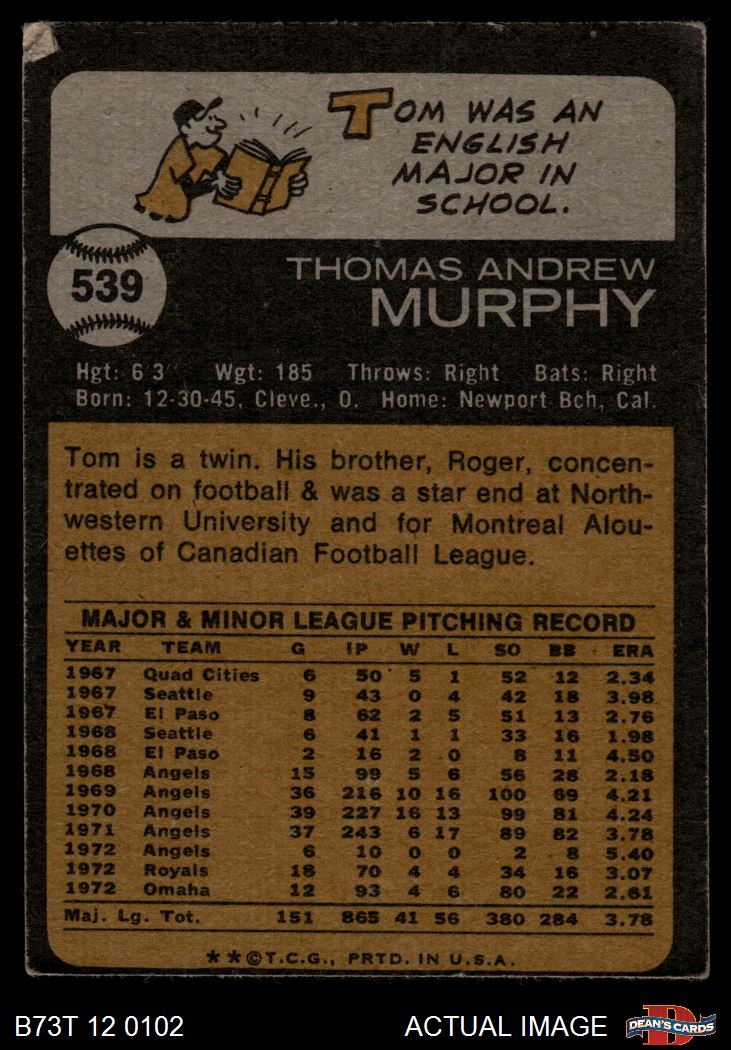 TOM WAS AN
ENGLISH
MAJOR IN
SCHOOL.
539
THOMAS ANDREW
MURPHY
Hgt: 6'3" Wgt: 185 Throws: Right Bats: Right
Born: 12-30-45, Cleve., O. Home: Newport Bch, Cal.
Tom is a twin. His brother, Roger, concen-
trated on football & was a star end at North-
western University and for Montreal Alou-
ettes of Canadian Football League.
MAJOR & MINOR LEAGUE PITCHING RECORD
YEAR TEAM G IP W L SO BB ERA
1967 Quad Cities 6 50 5 1 52 12 2.34
1967 Seattle 9 43 0 4 42 18 3.98
1967 El Paso 8 62 2 5 51 13 2.76
1968 Seattle 6 41 1 1 33 16 1.98
1968 El Paso 2 16 2 0 8 11 4.50
1968 Angels 15 99 5 6 56 28 2.18
1969 Angels 36 216 10 16 100 69 4.21
1970 Angels 39 227 16 13 99 81 4.24
1971 Angels 37 243 6 17 89 82 3.78
1972 Angels 6 10 0 0 2 8 5.40
1972 Royals 18 70 4 4 34 16 3.07
1972 Omaha 12 93 4 6 80 22 2.61
Maj. Lg. Tot. 151 865 41 56 380 284 3.78
**©T.C.G., PRTD. IN U.S.A.
B73T 12 0102 ACTUAL IMAGE
D
DEAN'S CARDS